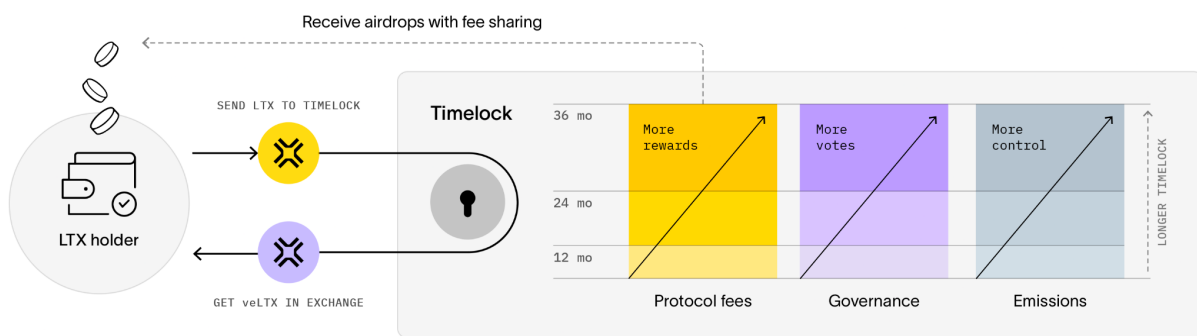 Receive airdrops with fee sharing
SEND LTX TO TIMELOCK
LTX holder
GET veLTX IN EXCHANGE
Timelock
36 mo
24 mo
12 mo
More
rewards
More
votes
More
control
Protocol fees
Governance
Emissions
LONGER TIMELOCK